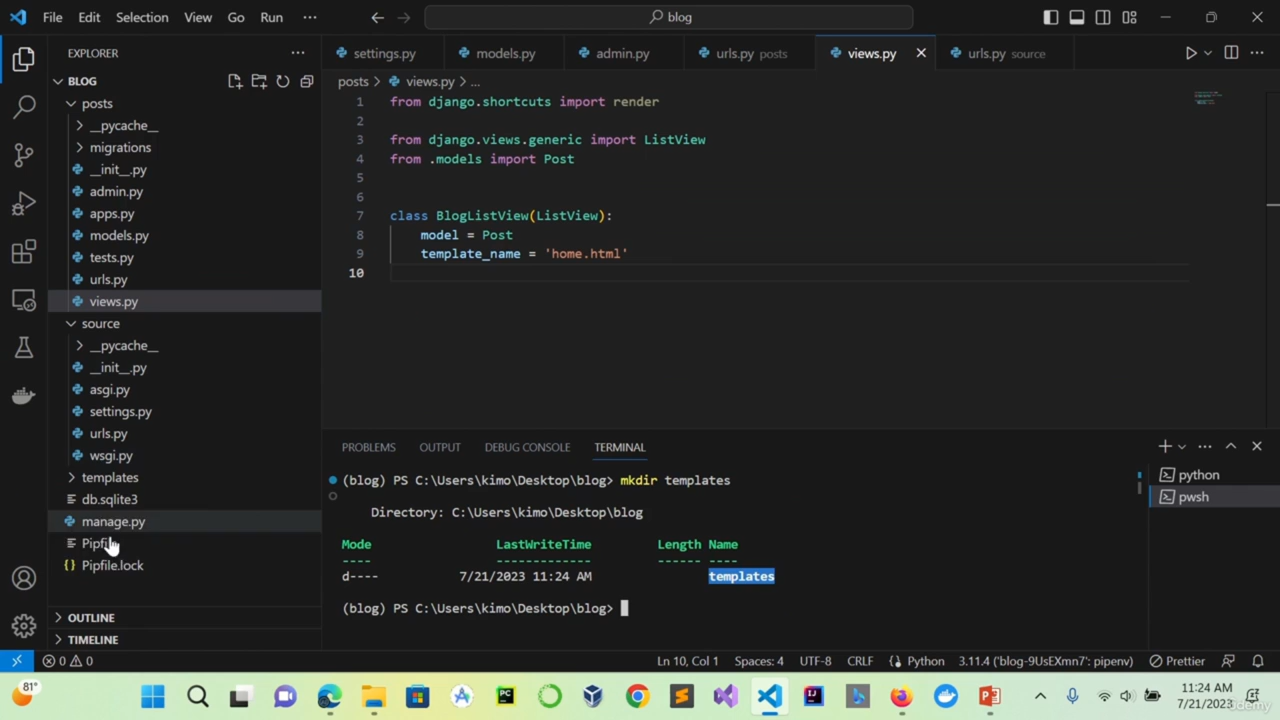 File Edit Selection View Go Run ··· blog
EXPLORER ···
BLOG
posts
__pycache__
migrations
__init__.py
admin.py
apps.py
models.py
tests.py
urls.py
views.py
source
__pycache__
__init__.py
asgi.py
settings.py
urls.py
wsgi.py
templates
db.sqlite3
manage.py
Pipfile.lock
OUTLINE
TIMELINE
settings.py models.py admin.py urls.py posts views.py urls.py source
posts > views.py > ...
1 from django.shortcuts import render
2
3 from django.views.generic import ListView
4 from .models import Post
5
6
7 class BlogListView(ListView):
8 model = Post
9 template_name = 'home.html'
10
PROBLEMS OUTPUT DEBUG CONSOLE TERMINAL
(blog) PS C:\Users\kimo\Desktop\blog> mkdir templates
Directory: C:\Users\kimo\Desktop\blog
Mode LastWriteTime Length Name
---- ------------- ------ ----
d---- 7/21/2023 11:24 AM templates
(blog) PS C:\Users\kimo\Desktop\blog>
python
pwsh
0 0 Ln 10, Col 1 Spaces: 4 UTF-8 CRLF Python 3.11.4 ('blog-9UsEXmn7': pipenv) Prettier
81° PC 11:24 AM
7/21/2023
Udemy